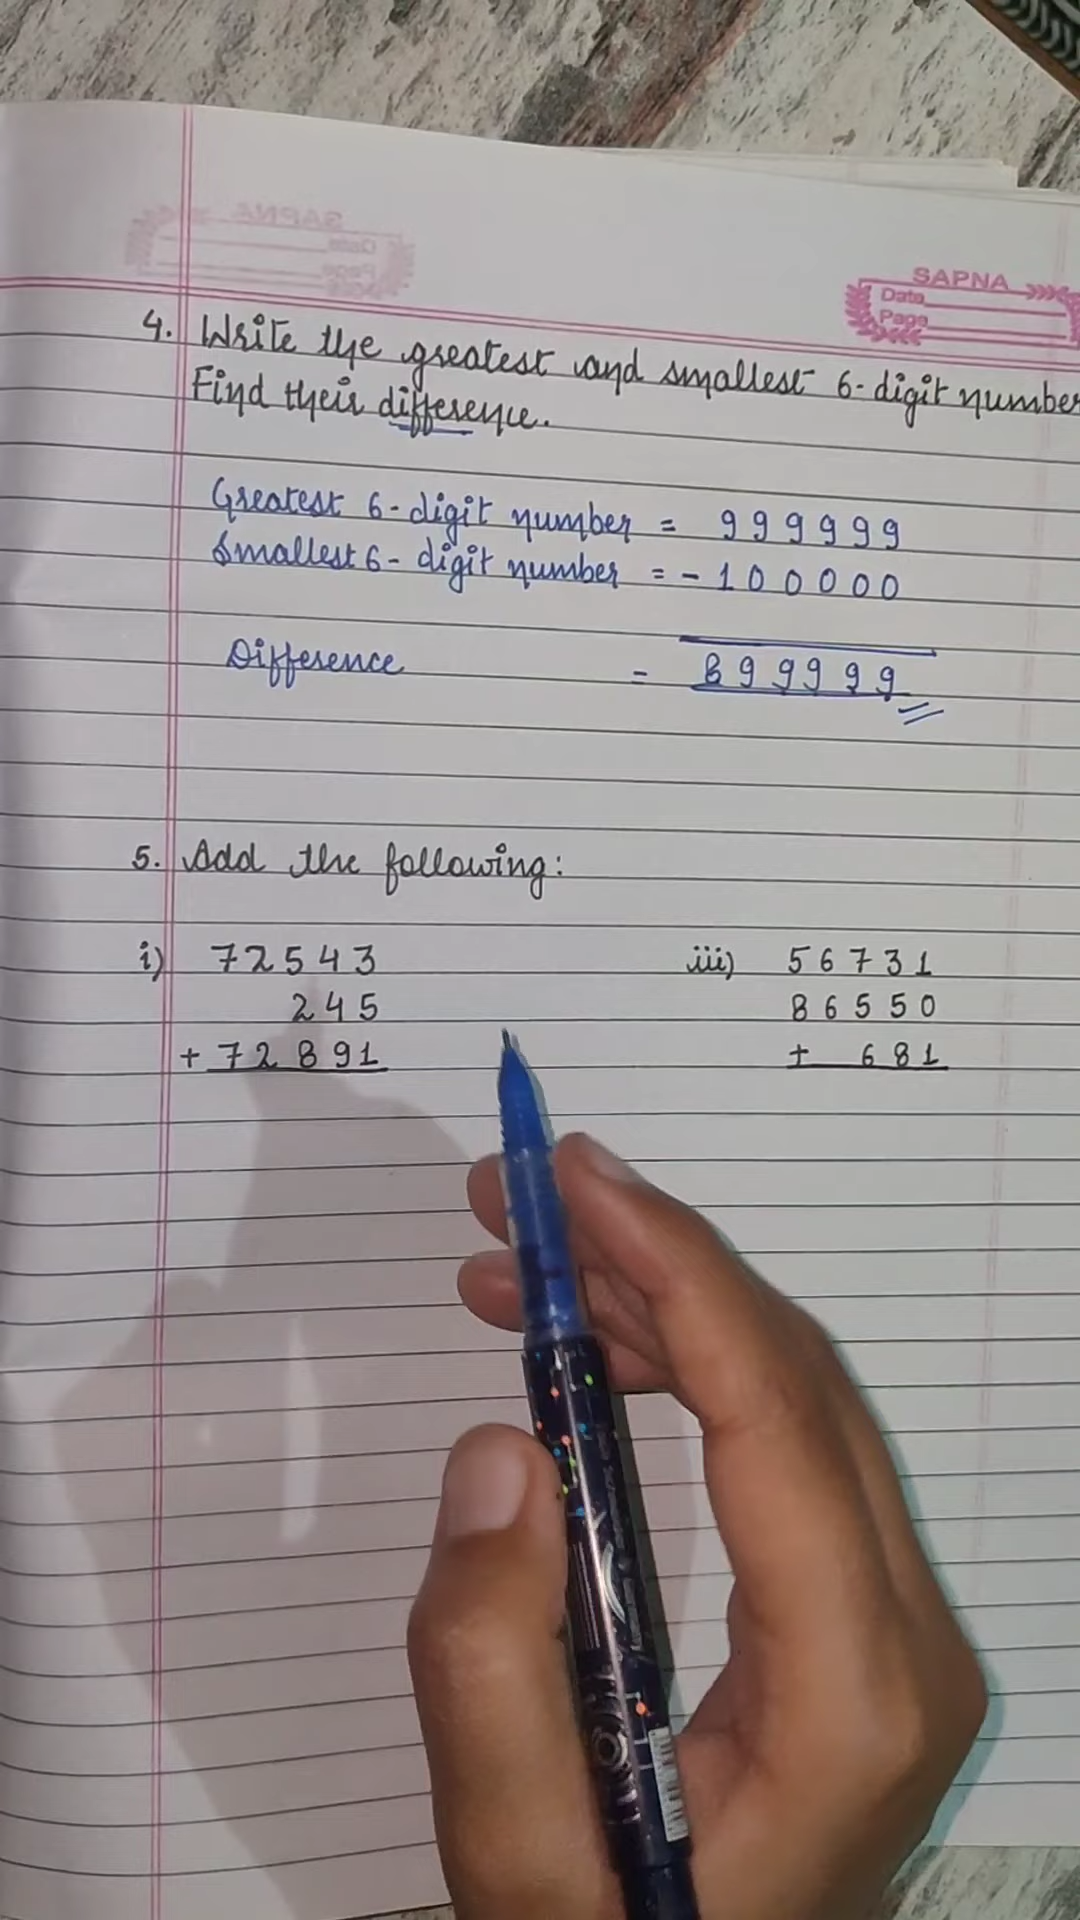 SAPNA
Date
Page
4. Write the greatest and smallest 6-digit number
Find their difference.
Greatest 6-digit number = 999999
Smallest 6-digit number = -100000
Difference = 899999
5. Add the following:
i) 72543
245
+ 72891
iii) 56731
86550
+ 681